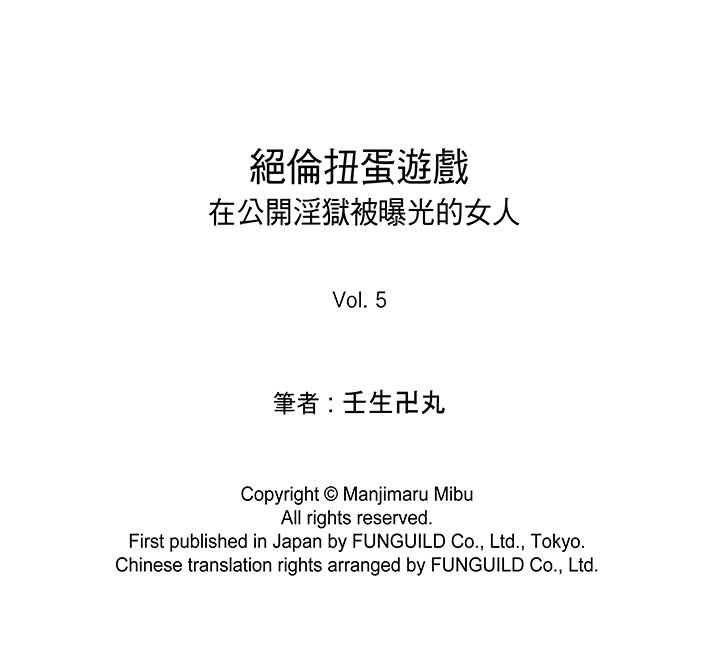 絕倫扭蛋遊戲
在公開淫獄被曝光的女人
Vol. 5
筆者：壬生卍丸
Copyright © Manjimaru Mibu
All rights reserved.
First published in Japan by FUNGUILD Co., Ltd., Tokyo.
Chinese translation rights arranged by FUNGUILD Co., Ltd.